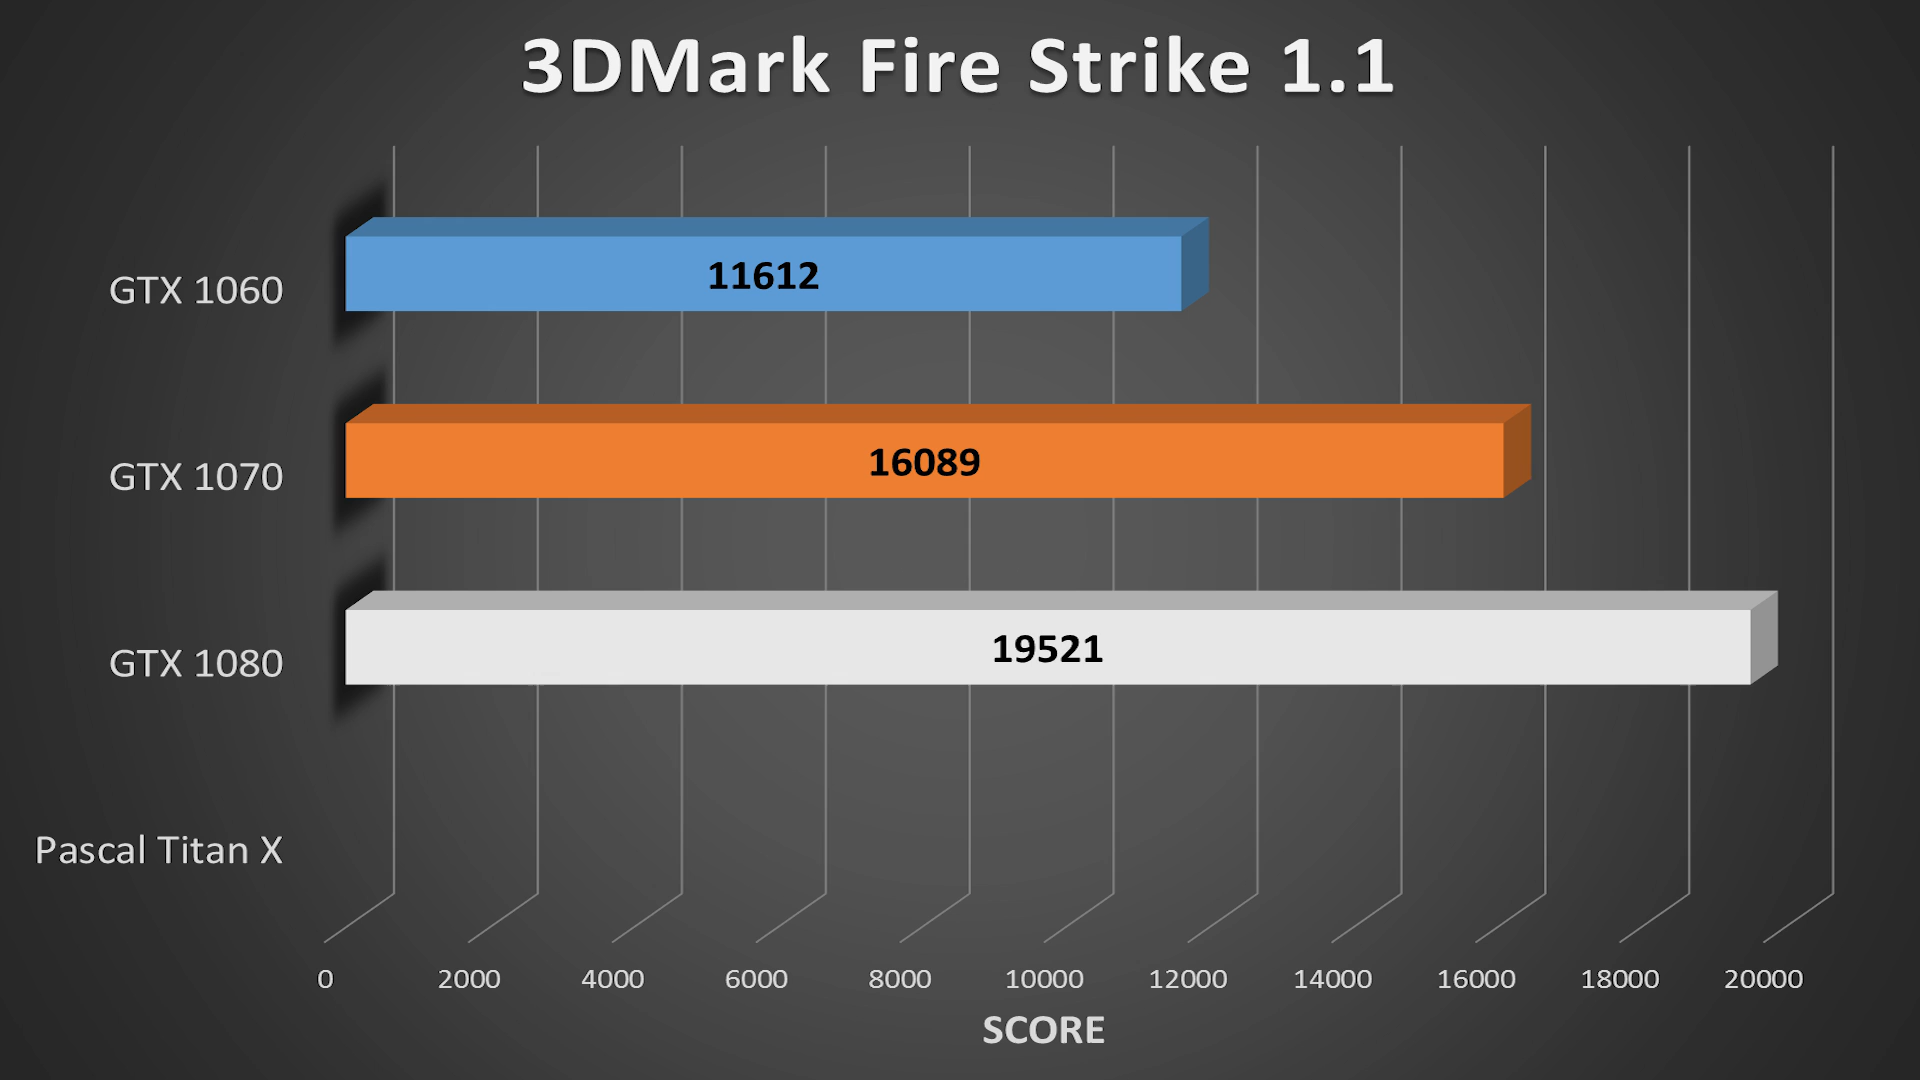 3DMark Fire Strike 1.1
GTX 1060
11612
GTX 1070
16089
GTX 1080
19521
Pascal Titan X
0 2000 4000 6000 8000 10000 12000 14000 16000 18000 20000
SCORE